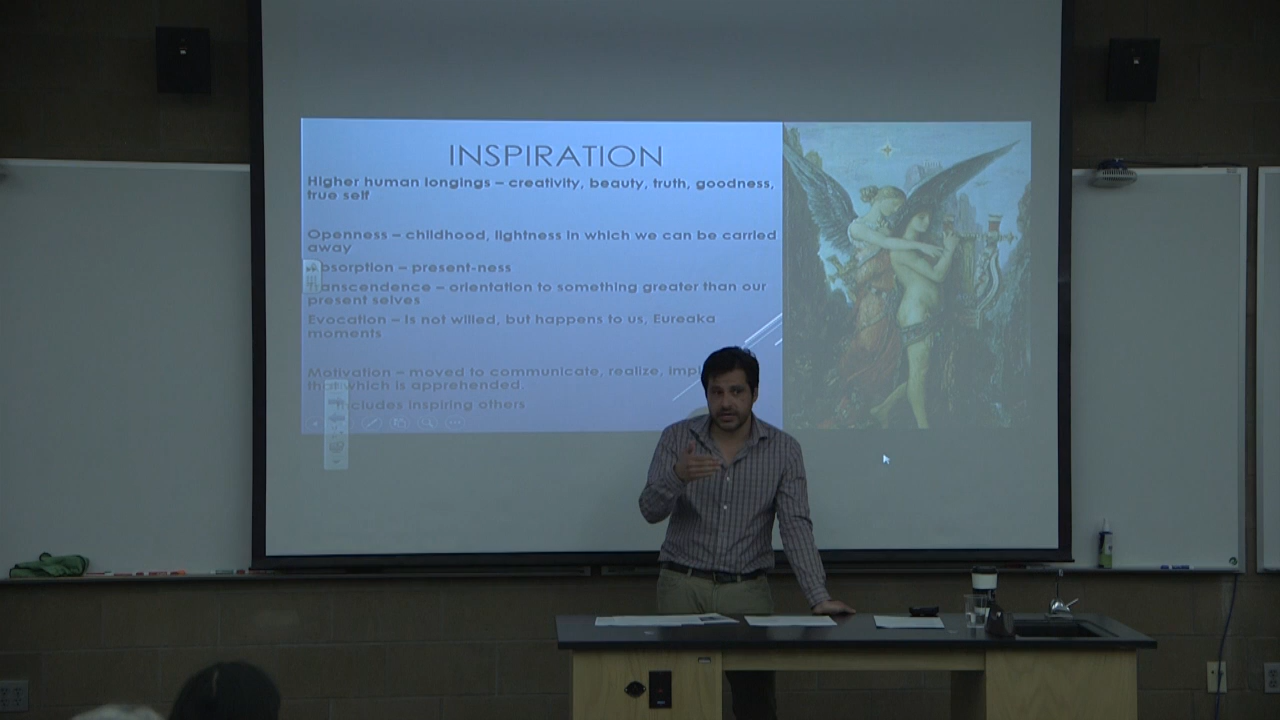 INSPIRATION
Higher human longings – creativity, beauty, truth, goodness,
true self
Openness – childhood, lightness in which we can be carried
away
bsorption – present-ness
anscendence – orientation to something greater than our
present selves
Evocation – Is not willed, but happens to us, Eureaka
moments
Motivation – moved to communicate, realize,
which is apprehended.
includes inspiring others